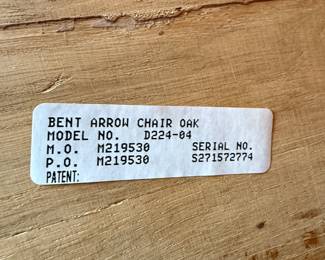 BENT ARROW CHAIR OAK
MODEL NO. D224-04
M.O. M219530 SERIAL NO.
P.O. M219530 S271572774
PATENT: